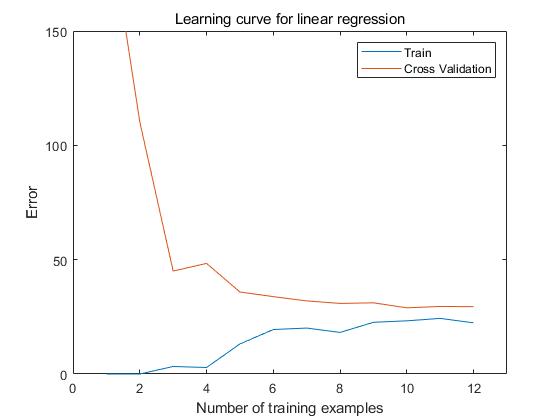 Learning curve for linear regression
150
Train
Cross Validation
100
Error
50
0
0 2 4 6 8 10 12
Number of training examples